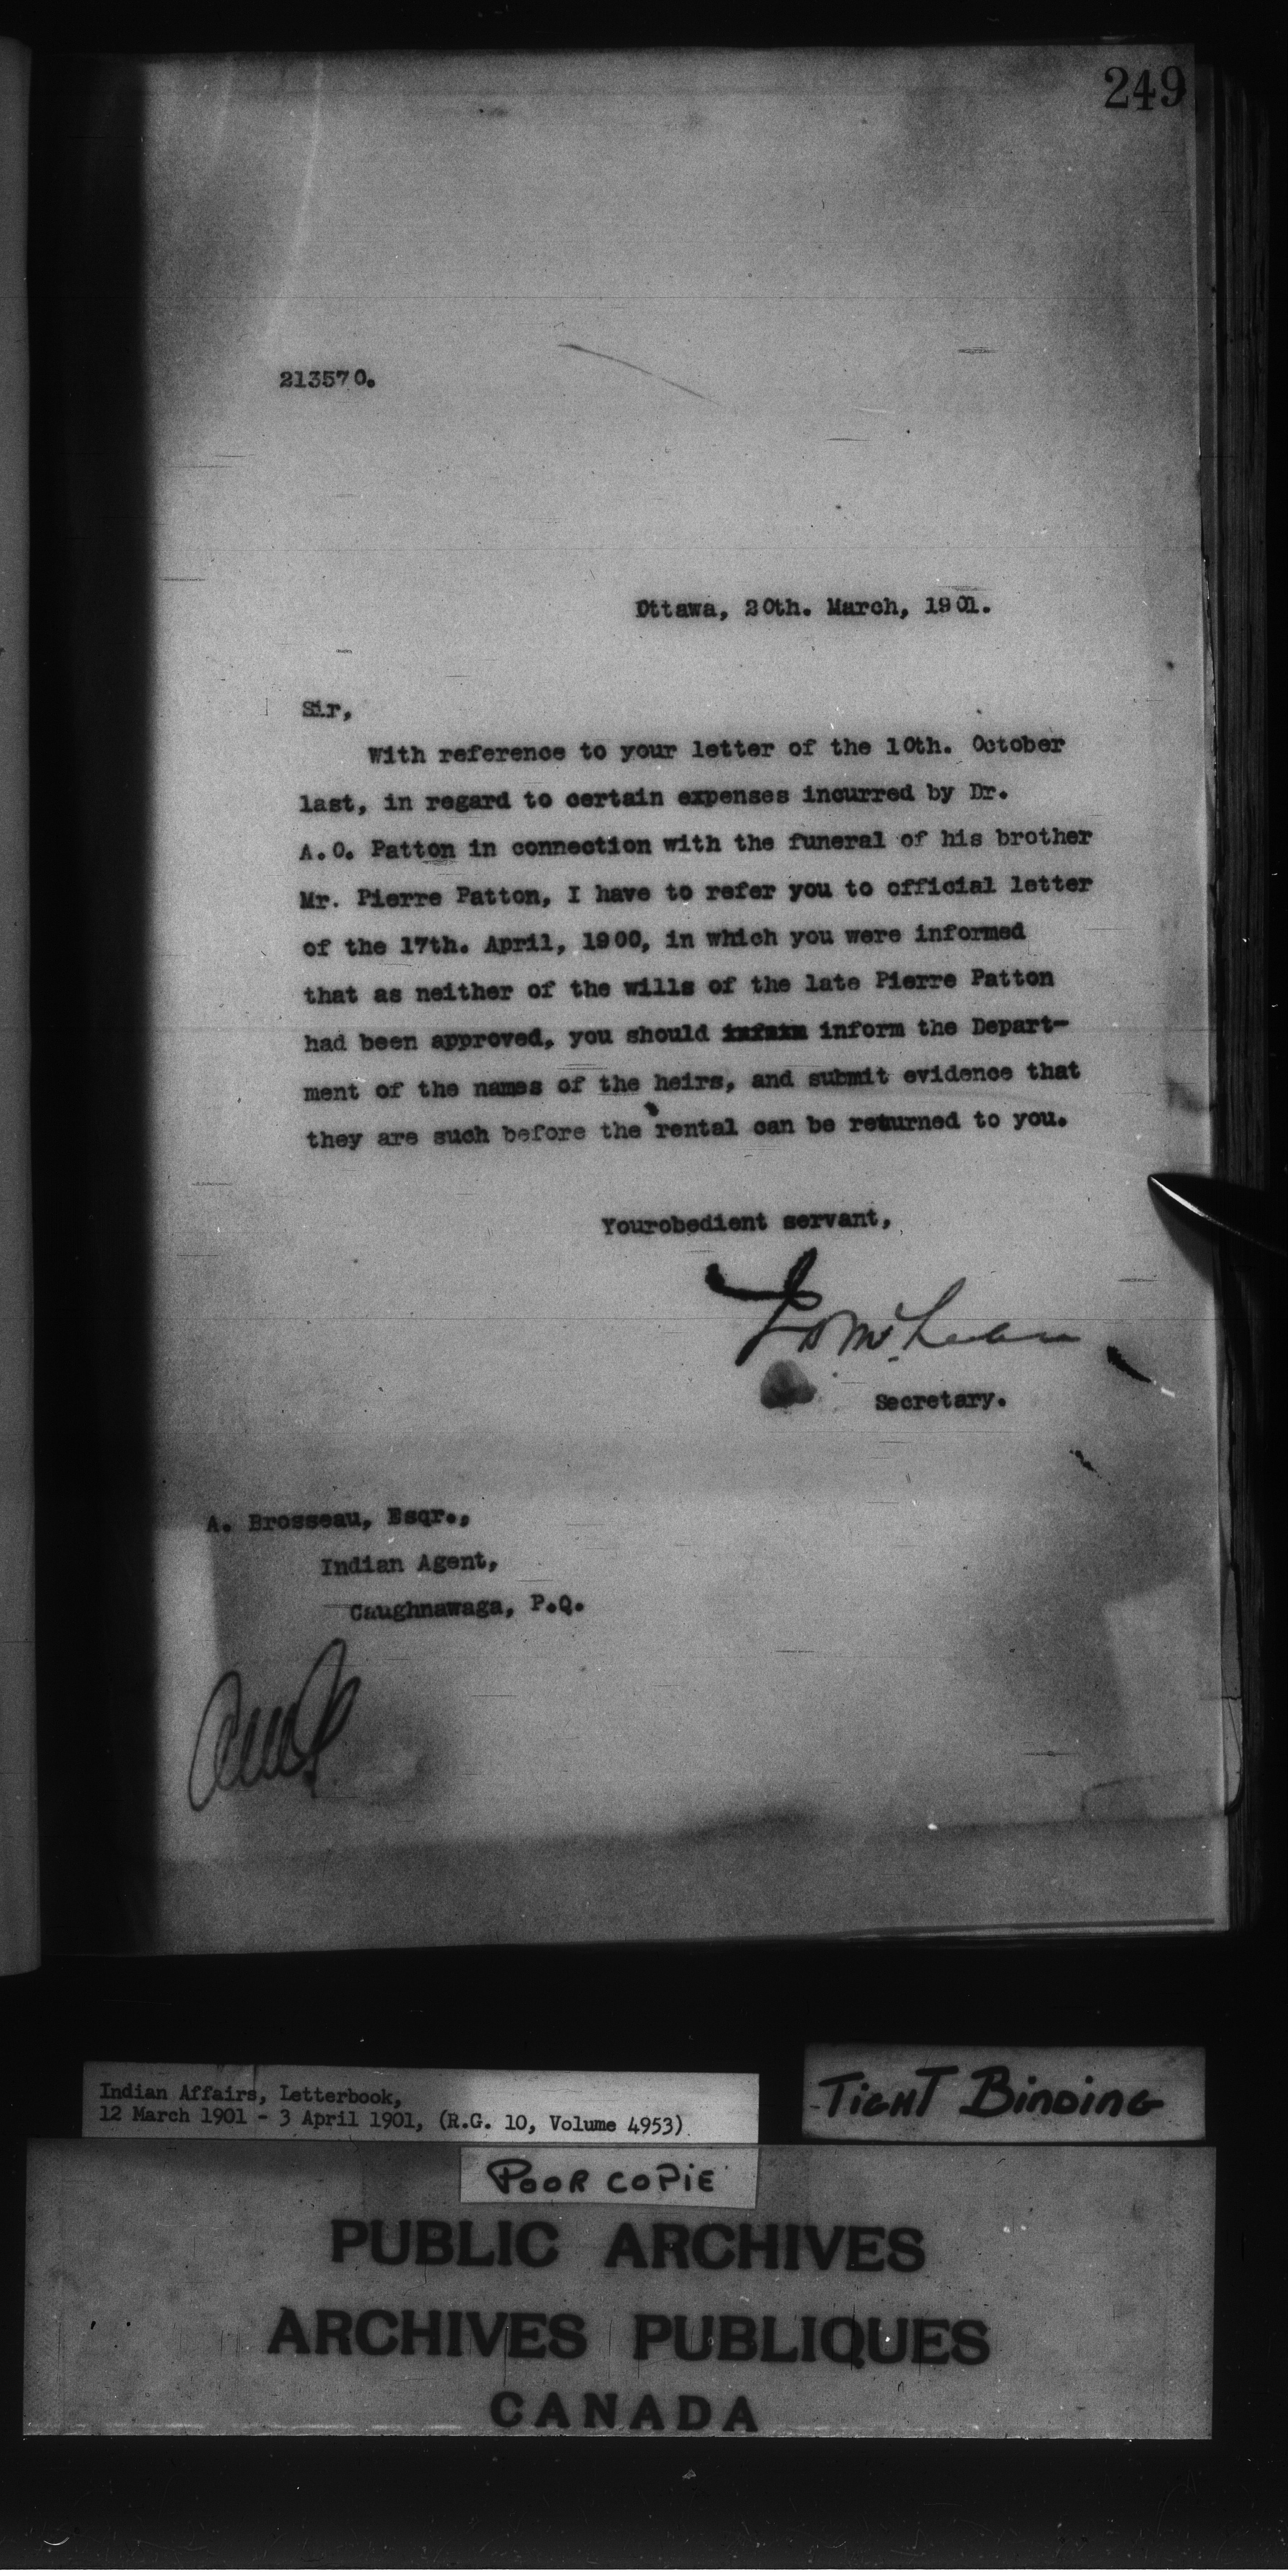 249
213570.
Ottawa, 20th. March, 1901.
Sir,
With reference to your letter of the 10th. October
last, in regard to certain expenses incurred by Dr.
A.O. Patton in connection with the funeral of his brother
Mr. Pierre Patton, I have to refer you to official letter
of the 17th. April, 1900, in which you were informed
that as neither of the wills of the late Pierre Patton
had been approved, you should inform the Depart-
ment of the names of the heirs, and submit evidence that
they are such before the rental can be returned to you.
Yourobedient servant,
McLean
Secretary.
A. Brosseau, Esqr.,
Indian Agent,
Caughnawaga, P.Q.
Indian Affairs, Letterbook,
12 March 1901 - 3 April 1901, (R.G. 10, Volume 4953)
TIGHT BINDING
POOR COPIE
PUBLIC ARCHIVES
ARCHIVES PUBLIQUES
CANADA